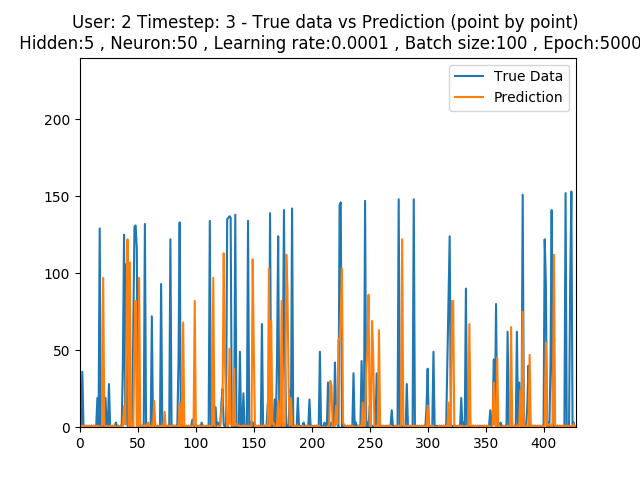 User: 2 Timestep: 3 - True data vs Prediction (point by point)
Hidden:5 , Neuron:50 , Learning rate:0.0001 , Batch size:100 , Epoch:5000
True Data
Prediction
200
150
100
50
0
0 50 100 150 200 250 300 350 400